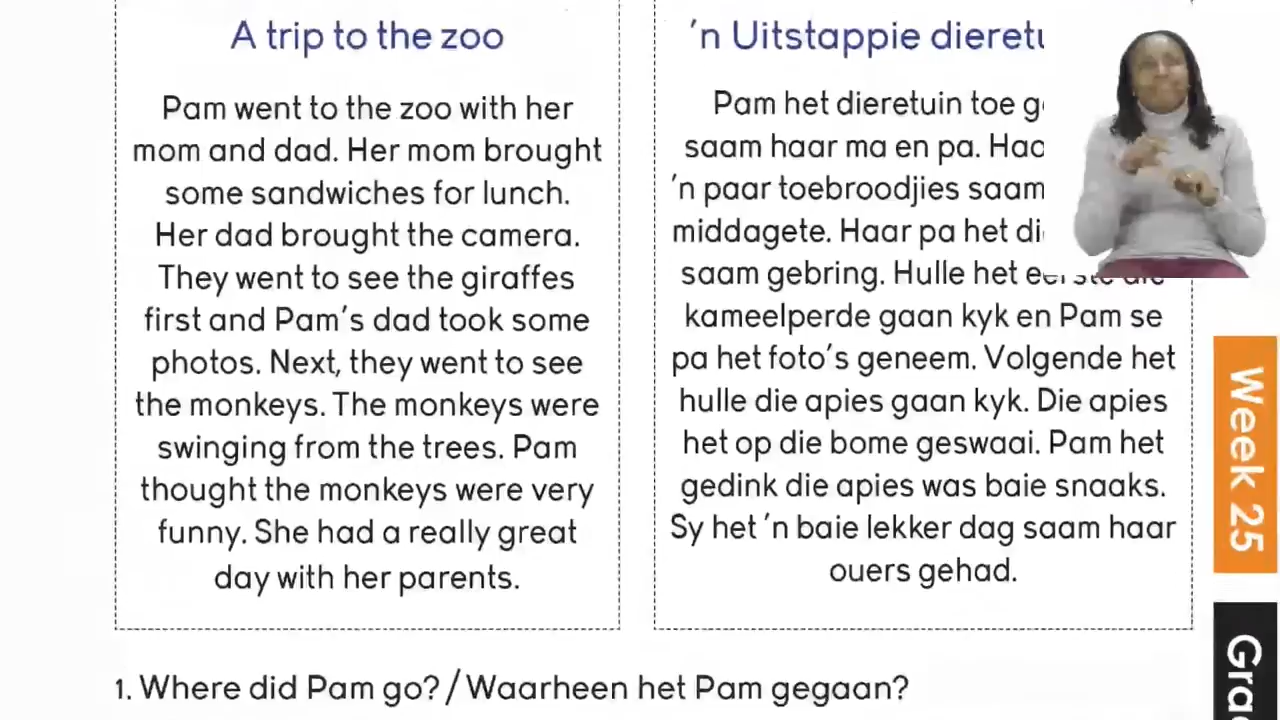 A trip to the zoo
Pam went to the zoo with her
mom and dad. Her mom brought
some sandwiches for lunch.
Her dad brought the camera.
They went to see the giraffes
first and Pam's dad took some
photos. Next, they went to see
the monkeys. The monkeys were
swinging from the trees. Pam
thought the monkeys were very
funny. She had a really great
day with her parents.
'n Uitstappie
Pam het dieretuin toe
saam haar ma en pa.
'n paar toebroodjies saam
middagete. Haar pa het
saam gebring. Hulle het eerste die
kameelperde gaan kyk en Pam se
pa het foto's geneem. Volgende het
hulle die apies gaan kyk. Die apies
het op die bome geswaai. Pam het
gedink die apies was baie snaaks.
Sy het 'n baie lekker dag saam haar
ouers gehad.
Week 25
1. Where did Pam go? / Waarheen het Pam gegaan?